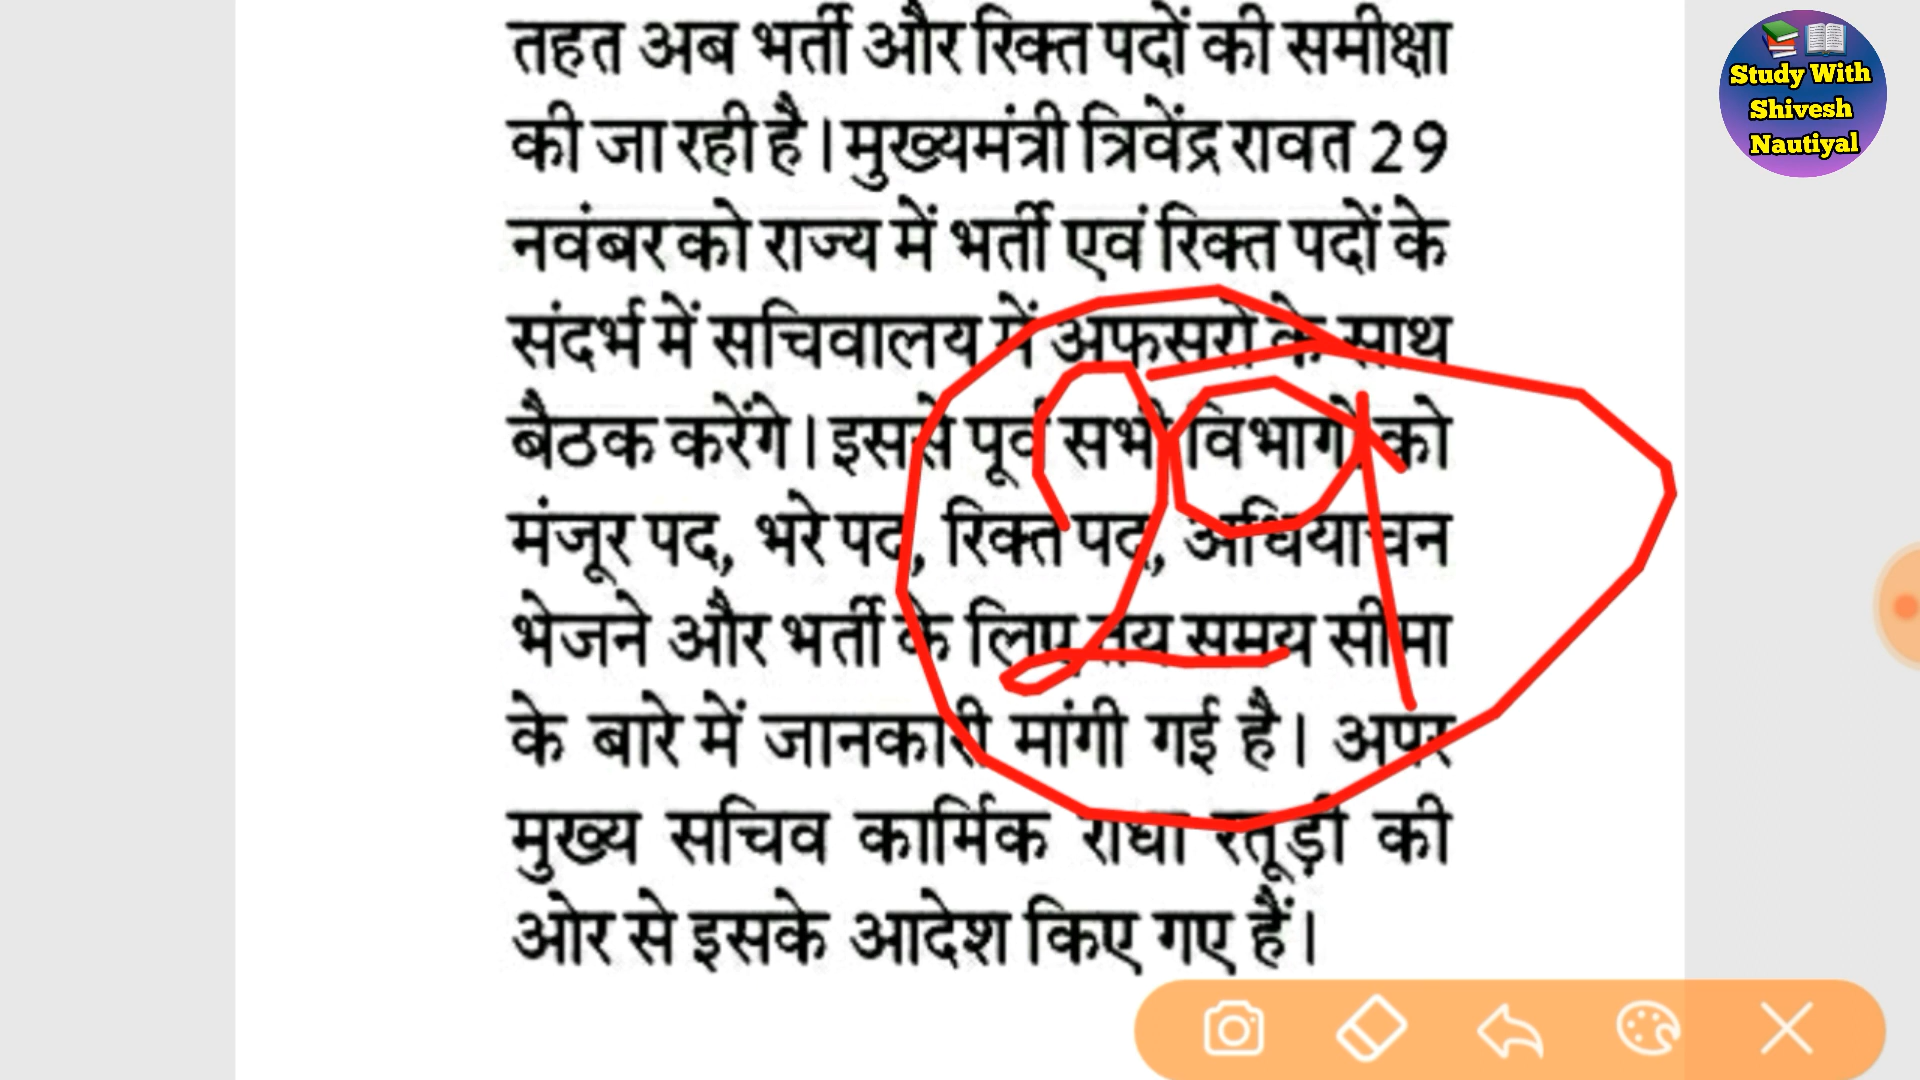 तहत अब भर्ती और रिक्त पदों की समीक्षा
की जा रही है। मुख्यमंत्री त्रिवेंद्र रावत 29
नवंबर को राज्य में भर्ती एवं रिक्त पदों के
संदर्भ में सचिवालय में अफसरों के साथ
बैठक करेंगे। इससे पूर्व सभी विभागों को
मंजूर पद, भरे पद, रिक्त पद, अधियाचन
भेजने और भर्ती के लिए तय समय सीमा
के बारे में जानकारी मांगी गई है। अपर
मुख्य सचिव कार्मिक राधा रतूड़ी की
ओर से इसके आदेश किए गए हैं।
29
Study With
Shivesh
Nautiyal